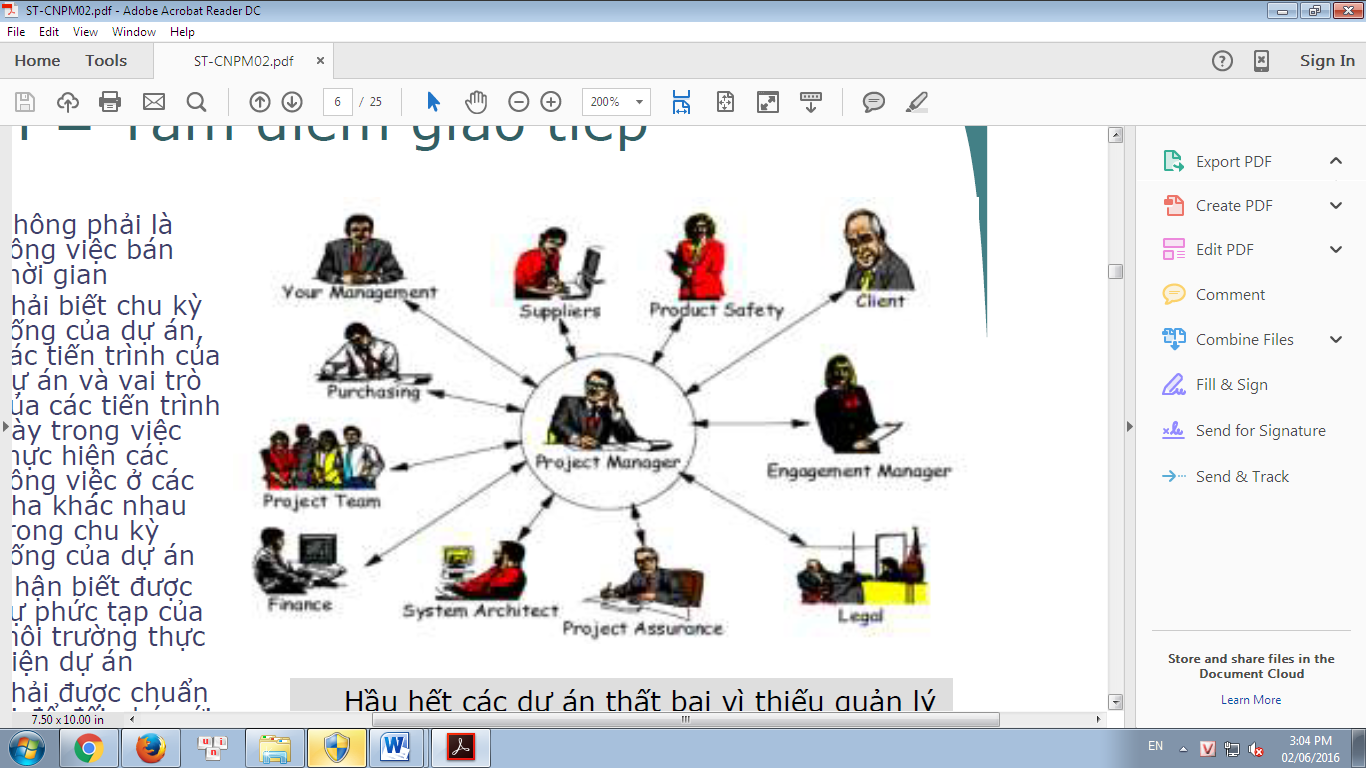 ST-CNPM02.pdf - Adobe Acrobat Reader DC
File Edit View Window Help
Home Tools ST-CNPM02.pdf × Sign In
6 / 25 200%
Tâm điểm giao tiếp
hông phải là
ông việc bán
hời gian
hải biết chu kỳ
ống của dự án,
ác tiến trình của
ự án và vai trò
ủa các tiến trình
ày trong việc
hực hiện các
ông việc ở các
ha khác nhau
rong chu kỳ
ống của dự án
hận biết được
ự phức tạp của
môi trường thực
iện dự án
hải được chuẩn
Your Management
Suppliers
Product Safety
Client
Purchasing
Project Manager
Engagement Manager
Project Team
Finance
System Architect
Project Assurance
Legal
Hầu hết các dự án thất bại vì thiếu quản lý
7.50 x 10.00 in
Export PDF
Create PDF
Edit PDF
Comment
Combine Files
Fill & Sign
Send for Signature
Send & Track
Store and share files in the
Document Cloud
Learn More
EN
3:04 PM
02/06/2016